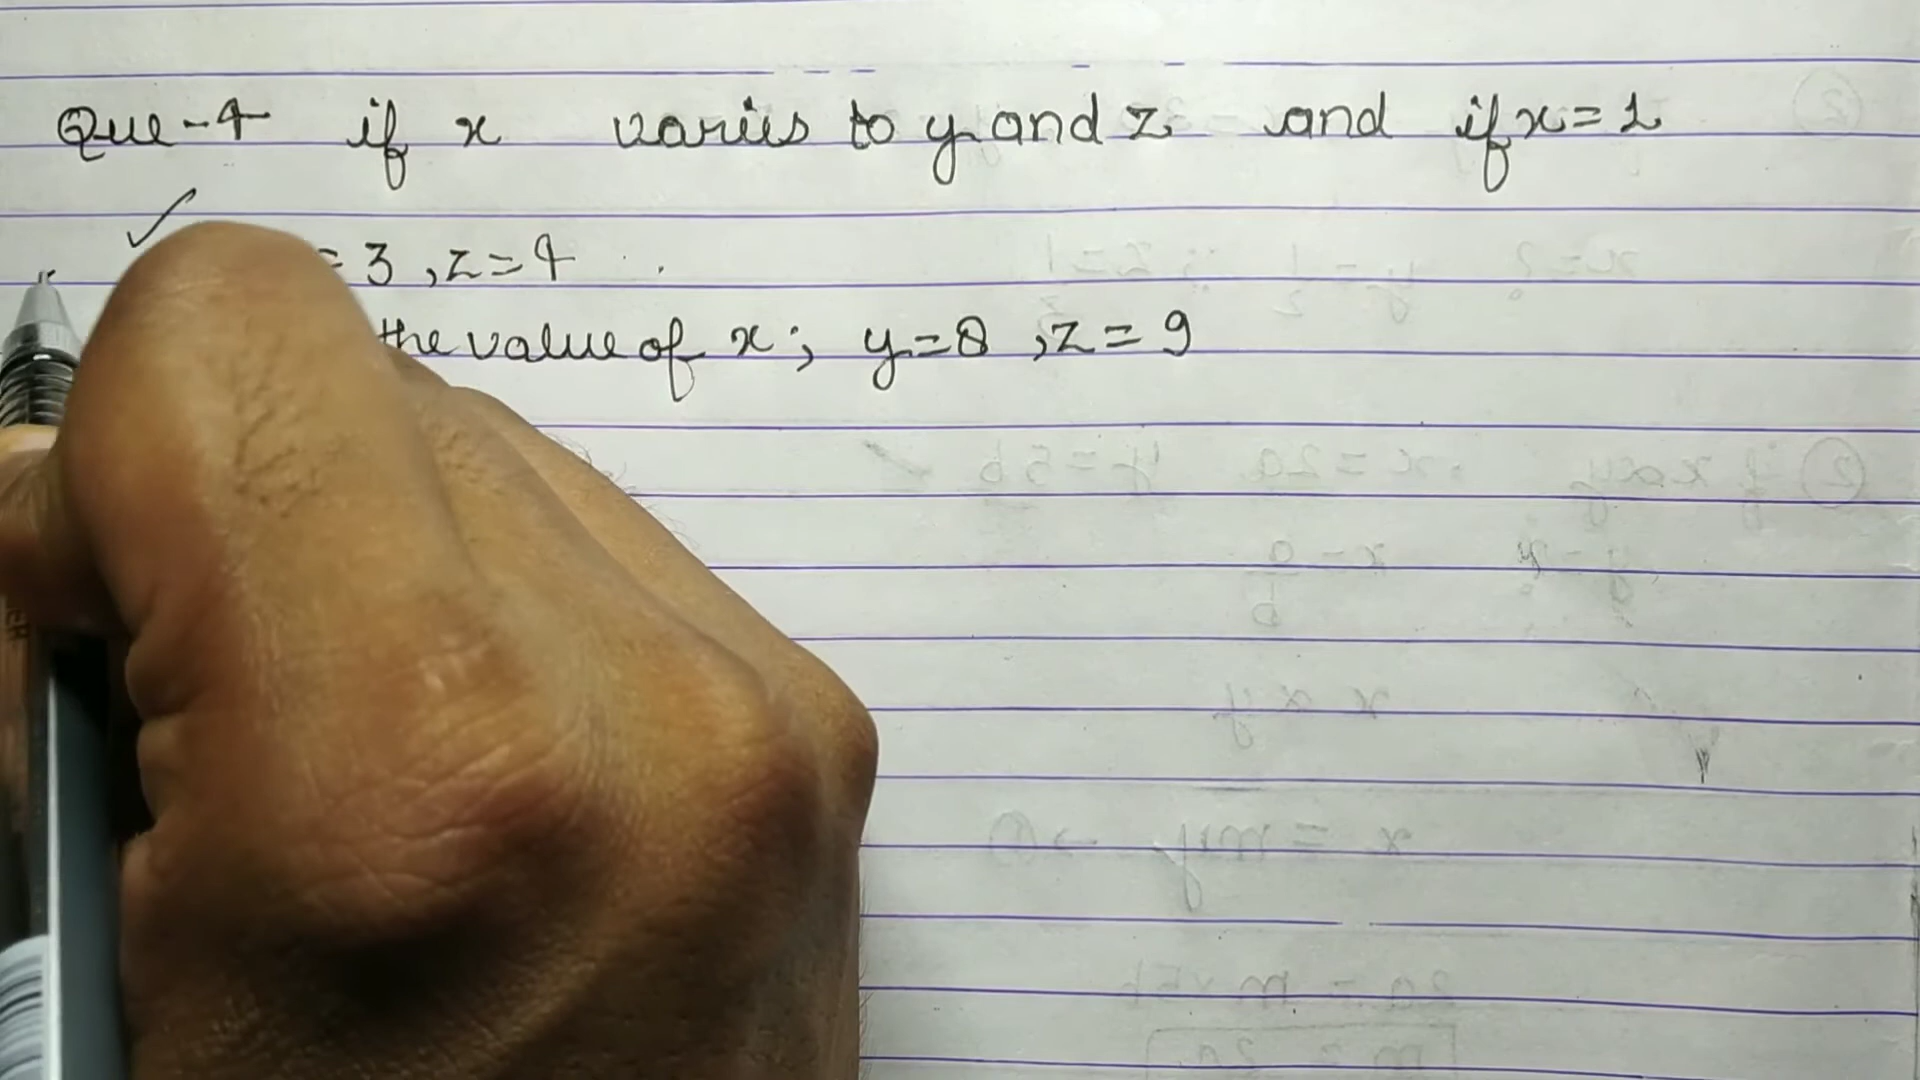 Que-4 if x varies to y and z and if x=1
=3, z=4
the value of x; y=8, z=9